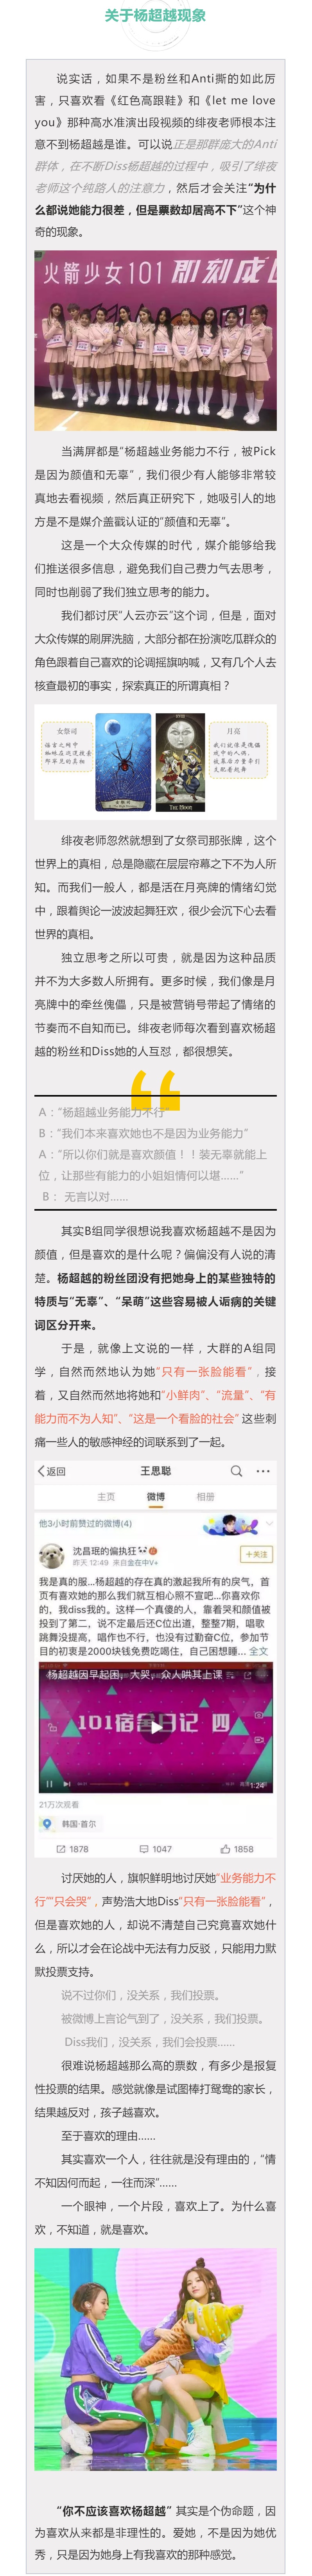 关于杨超越现象
说实话，如果不是粉丝和Anti撕的如此厉
害，只喜欢看《红色高跟鞋》和《let me love
you》那种高水准演出段视频的绯夜老师根本注
意不到杨超越是谁。可以说正是那群庞大的Anti
群体，在不断Diss杨超越的过程中，吸引了绯夜
老师这个纯路人的注意力，然后才会关注“为什
么都说她能力很差，但是票数却居高不下”这个神
奇的现象。
火箭少女101 即刻成团
当满屏都是“杨超越业务能力不行，被Pick
是因为颜值和无辜”，我们很少有人能够非常较
真地去看视频，然后真正研究下，她吸引人的地
方是不是媒介盖戳认证的“颜值和无辜”。
这是一个大众传媒的时代，媒介能够给我
们推送很多信息，避免我们自己费力气去思考，
同时也削弱了我们独立思考的能力。
我们都讨厌“人云亦云”这个词，但是，面对
大众传媒的刷屏洗脑，大部分都在扮演吃瓜群众的
角色跟着自己喜欢的论调摇旗呐喊，又有几个人去
核查最初的事实，探索真正的所谓真相？
女祭司
蜘蛛在巡逻搜索
月亮
THE MOON
绯夜老师忽然就想到了女祭司那张牌，这个
世界上的真相，总是隐藏在层层帘幕之下不为人所
知。而我们一般人，都是活在月亮牌的情绪幻觉
中，跟着舆论一波波起舞狂欢，很少会沉下心去看
世界的真相。
独立思考之所以可贵，就是因为这种品质
并不为大多数人所拥有。更多时候，我们像是月
亮牌中的牵丝傀儡，只是被营销号带起了情绪的
节奏而不自知而已。绯夜老师每次看到喜欢杨超
越的粉丝和Diss她的人互怼，都很想笑。
A：“杨超越业务能力不行”
B：“我们本来喜欢她也不是因为业务能力”
A：“所以你们就是喜欢颜值！！装无辜就能上
位，让那些有能力的小姐姐情何以堪……”
B： 无言以对……
其实B组同学很想说我喜欢杨超越不是因为
颜值，但是喜欢的是什么呢？偏偏没有人说的清
楚。杨超越的粉丝团没有把她身上的某些独特的
特质与“无辜”、“呆萌”这些容易被人诟病的关键
词区分开来。
于是，就像上文说的一样，大群的A组同
学，自然而然地认为她“只有一张脸能看”，接
着，又自然而然地将她和“小鲜肉”、“流量”、“有
能力而不为人知”、“这是一个看脸的社会” 这些刺
痛一些人的敏感神经的词联系到了一起。
返回 王思聪
主页 微博 相册
他3小时前赞过的微博(4)
沈昌珉的偏执狂
昨天 12:49 来自金在中V+
十关注
我是真的服...杨超越的存在真的激起我所有的戾气，首
页有喜欢她的那么我们就互相心照不宣吧...你喜欢你
的，我diss我的。这样一个真傻的人，靠着哭和颜值被
投到了第二，说不定最后还C位出道，整整7期，唱歌
跳舞没提高，唱作也不行，也没有过勤奋C位，参加节
目的初衷是2000块钱免费吃喝住，自己困想睡... 全文
杨超越因早起困，大哭，众人哄其上课
101宿舍日记 四
1:24
21万次观看
韩国·首尔
1878 1047 1858
讨厌她的人，旗帜鲜明地讨厌她“业务能力不
行”“只会哭”，声势浩大地Diss“只有一张脸能看”，
但是喜欢她的人，却说不清楚自己究竟喜欢她什
么，所以才会在论战中无法有力反驳，只能用力默
默投票支持。
说不过你们，没关系，我们投票。
被微博上言论气到了，没关系，我们投票。
Diss我们，没关系，我们会投票……
很难说杨超越那么高的票数，有多少是报复
性投票的结果。感觉就像是试图棒打鸳鸯的家长，
结果越反对，孩子越喜欢。
至于喜欢的理由……
其实喜欢一个人，往往就是没有理由的，“情
不知因何而起，一往而深”……
一个眼神，一个片段，喜欢上了。为什么喜
欢，不知道，就是喜欢。
“你不应该喜欢杨超越” 其实是个伪命题，因
为喜欢从来都是非理性的。爱她，不是因为她优
秀，只是因为她身上有我喜欢的那种感觉。